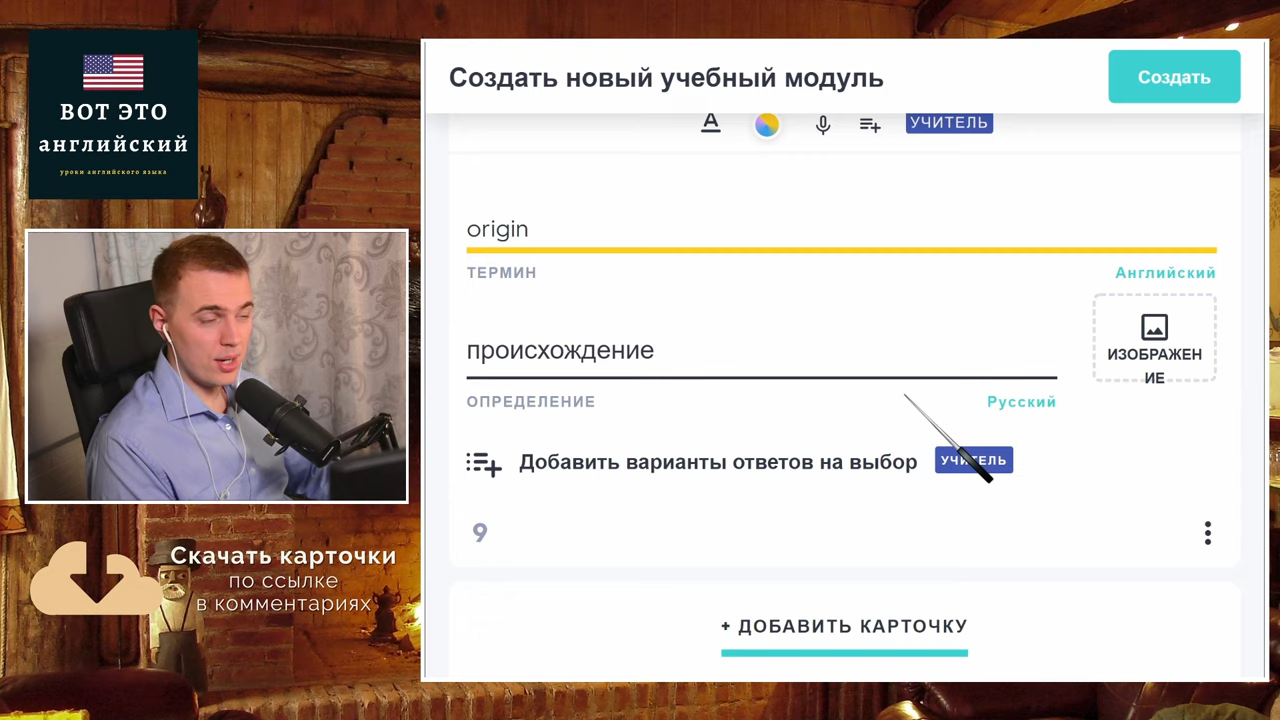 ВОТ ЭТО
английский
уроки английского языка
Скачать карточки
по ссылке
в комментариях
Создать новый учебный модуль
Создать
A
УЧИТЕЛЬ
origin
ТЕРМИН
Английский
ИЗОБРАЖЕН
ИЕ
происхождение
ОПРЕДЕЛЕНИЕ
Русский
Добавить варианты ответов на выбор
УЧИТЕЛЬ
9
+ ДОБАВИТЬ КАРТОЧКУ